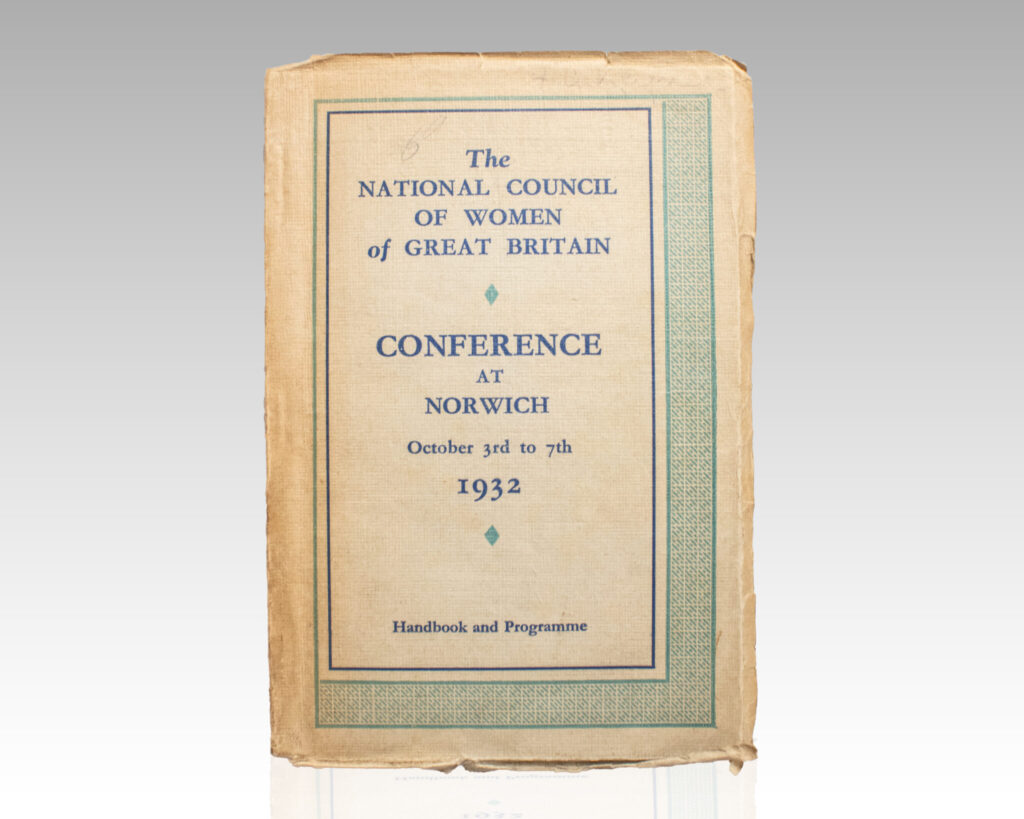 The
NATIONAL COUNCIL
OF WOMEN
of GREAT BRITAIN
CONFERENCE
AT
NORWICH
October 3rd to 7th
1932
Handbook and Programme